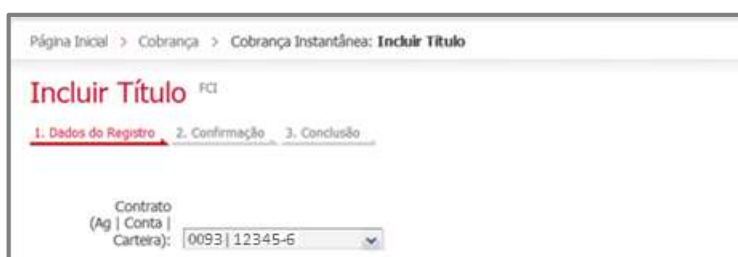 Página Inicial > Cobrança > Cobrança Instantânea: Incluir Título
Incluir Título FCI
1. Dados do Registro 2. Confirmação 3. Conclusão
Contrato
(Ag | Conta |
Carteira): 0093| 12345-6